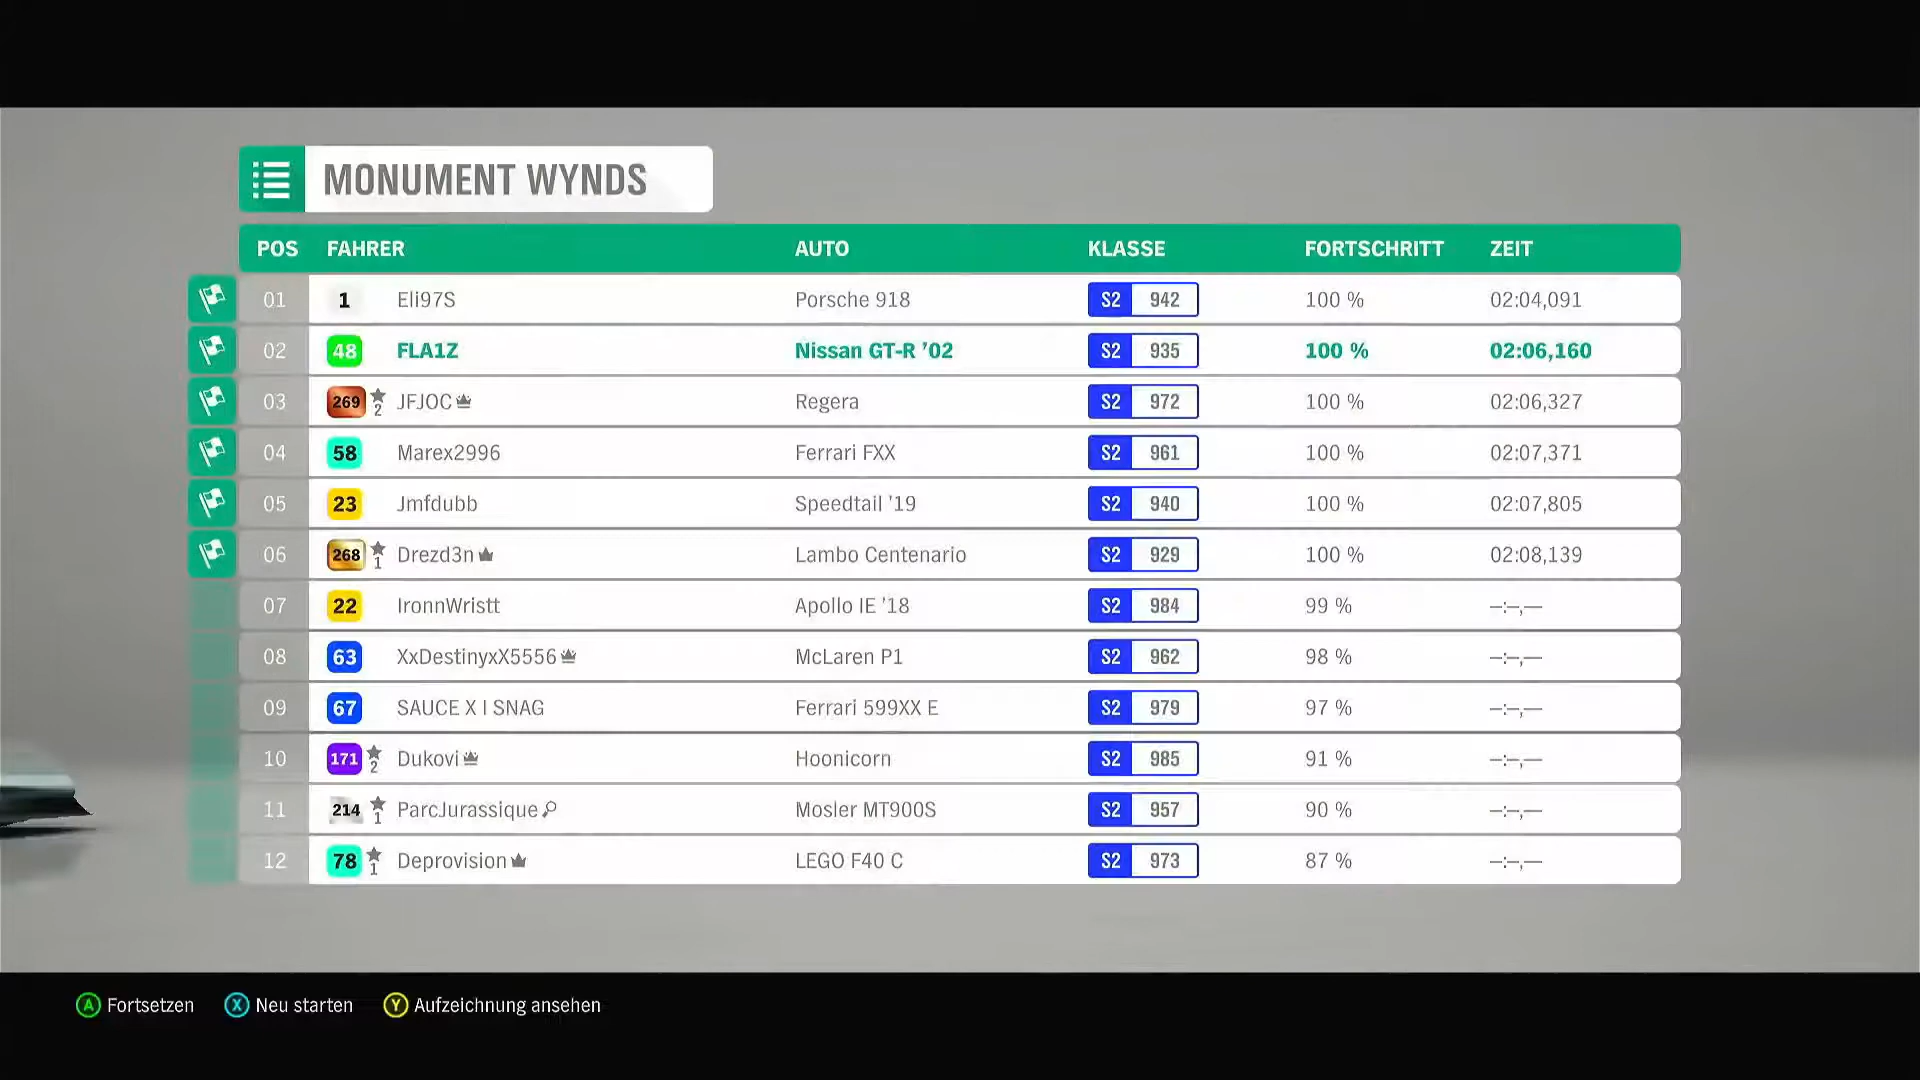 MONUMENT WYNDS
POS FAHRER AUTO KLASSE FORTSCHRITT ZEIT
01 1 Eli97S Porsche 918 S2 942 100 % 02:04,091
02 48 FLA1Z Nissan GT-R ’02 S2 935 100 % 02:06,160
03 269 2 JFJOC Regera S2 972 100 % 02:06,327
04 58 Marex2996 Ferrari FXX S2 961 100 % 02:07,371
05 23 Jmfdubb Speedtail ’19 S2 940 100 % 02:07,805
06 268 1 Drezd3n Lambo Centenario S2 929 100 % 02:08,139
07 22 IronnWristt Apollo IE ’18 S2 984 99 % –:–,––
08 63 XxDestinyxX5556 McLaren P1 S2 962 98 % –:–,––
09 67 SAUCE X I SNAG Ferrari 599XX E S2 979 97 % –:–,––
10 171 2 Dukovi Hoonicorn S2 985 91 % –:–,––
11 214 1 ParcJurassique Mosler MT900S S2 957 90 % –:–,––
12 78 1 Deprovision LEGO F40 C S2 973 87 % –:–,––
A Fortsetzen X Neu starten Y Aufzeichnung ansehen